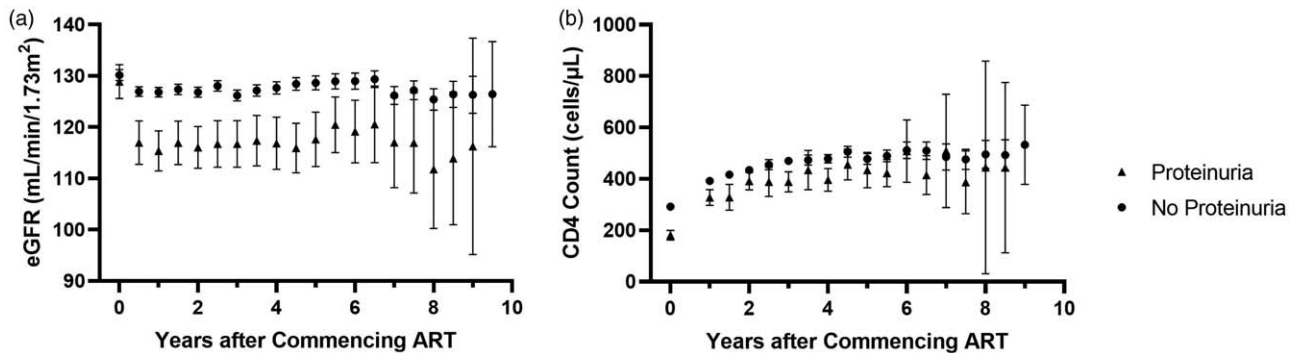 (a)
140
130
120
110
100
90
eGFR (mL/min/1.73m²)
0 2 4 6 8 10
Years after Commencing ART
(b)
1000
800
600
400
200
0
CD4 Count (cells/µL)
0 2 4 6 8 10
Years after Commencing ART
Proteinuria
No Proteinuria